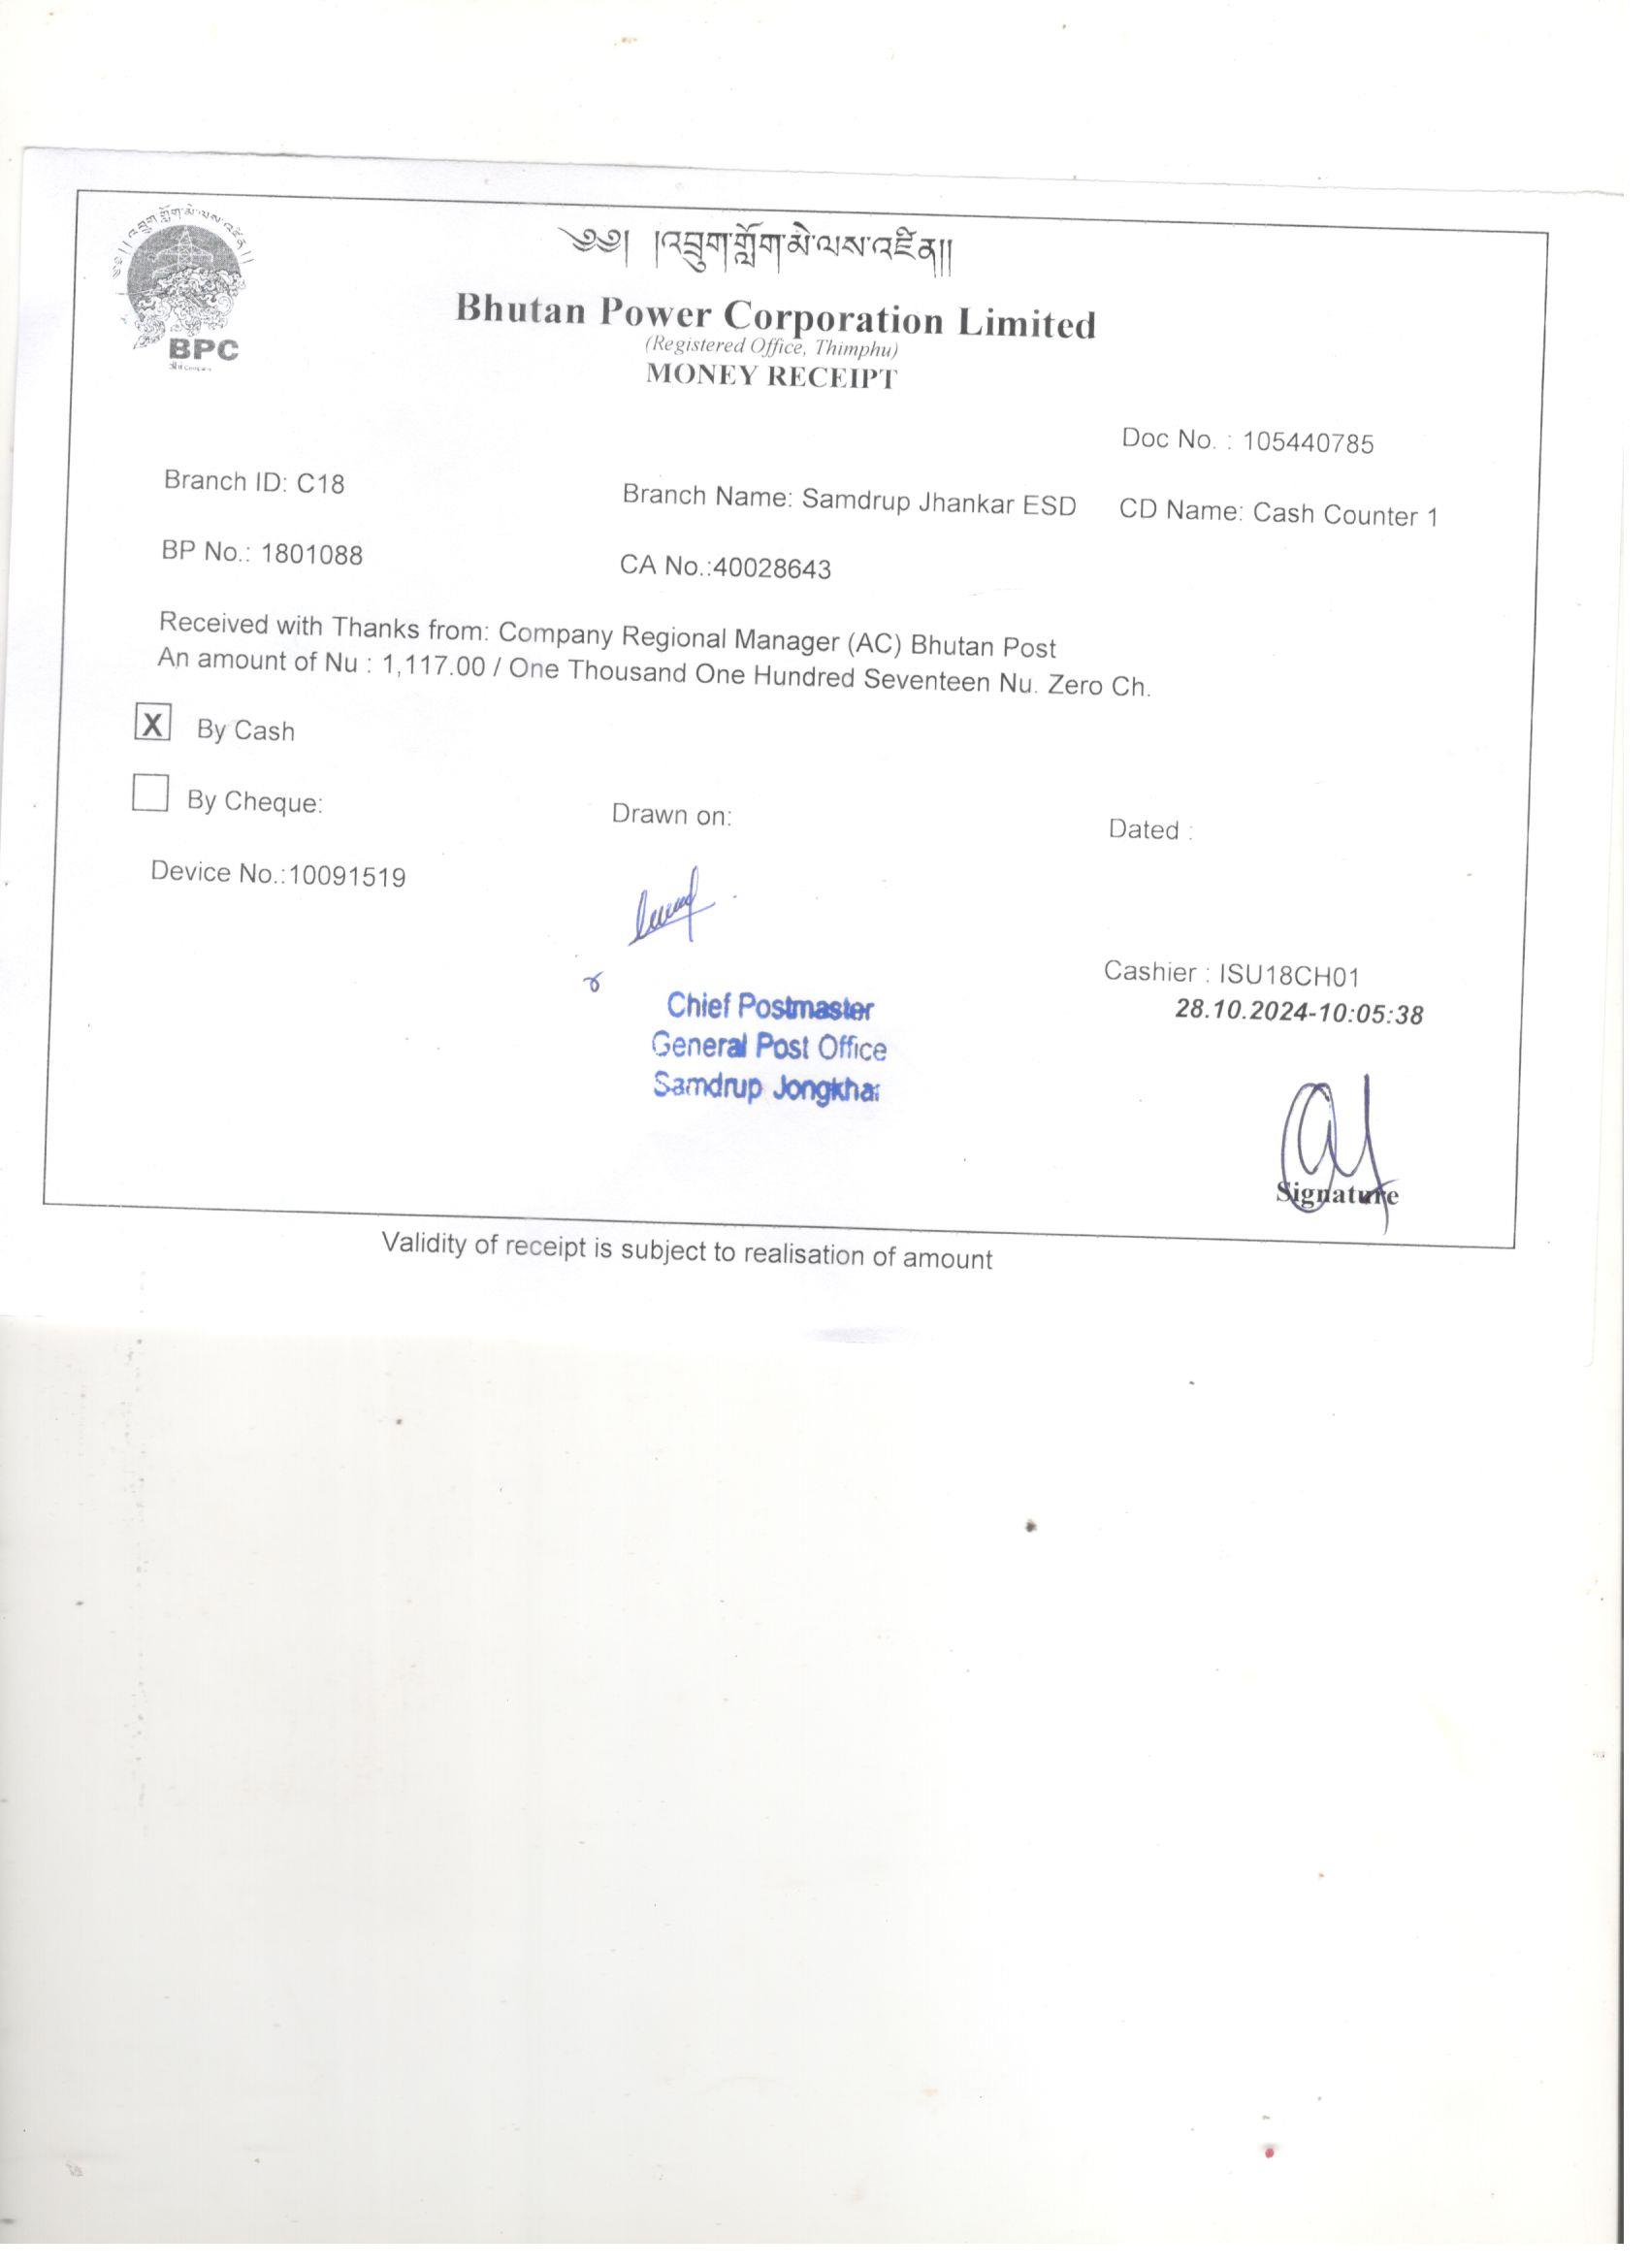 ༄༅། །འབྲུག་གློག་མེ་ལས་འཛིན།།
BPC
༄༅། །འབྲུག་གློག་མེ་ལས་འཛིན།།
Bhutan Power Corporation Limited
(Registered Office, Thimphu)
MONEY RECEIPT
Doc No. : 105440785
Branch ID: C18 Branch Name: Samdrup Jhankar ESD CD Name: Cash Counter 1
BP No.: 1801088 CA No.:40028643
Received with Thanks from: Company Regional Manager (AC) Bhutan Post
An amount of Nu : 1,117.00 / One Thousand One Hundred Seventeen Nu. Zero Ch.
X By Cash
By Cheque: Drawn on: Dated :
Device No.:10091519
Cashier : ISU18CH01
28.10.2024-10:05:38
Chief Postmaster
General Post Office
Samdrup Jongkhar
Signature
Validity of receipt is subject to realisation of amount